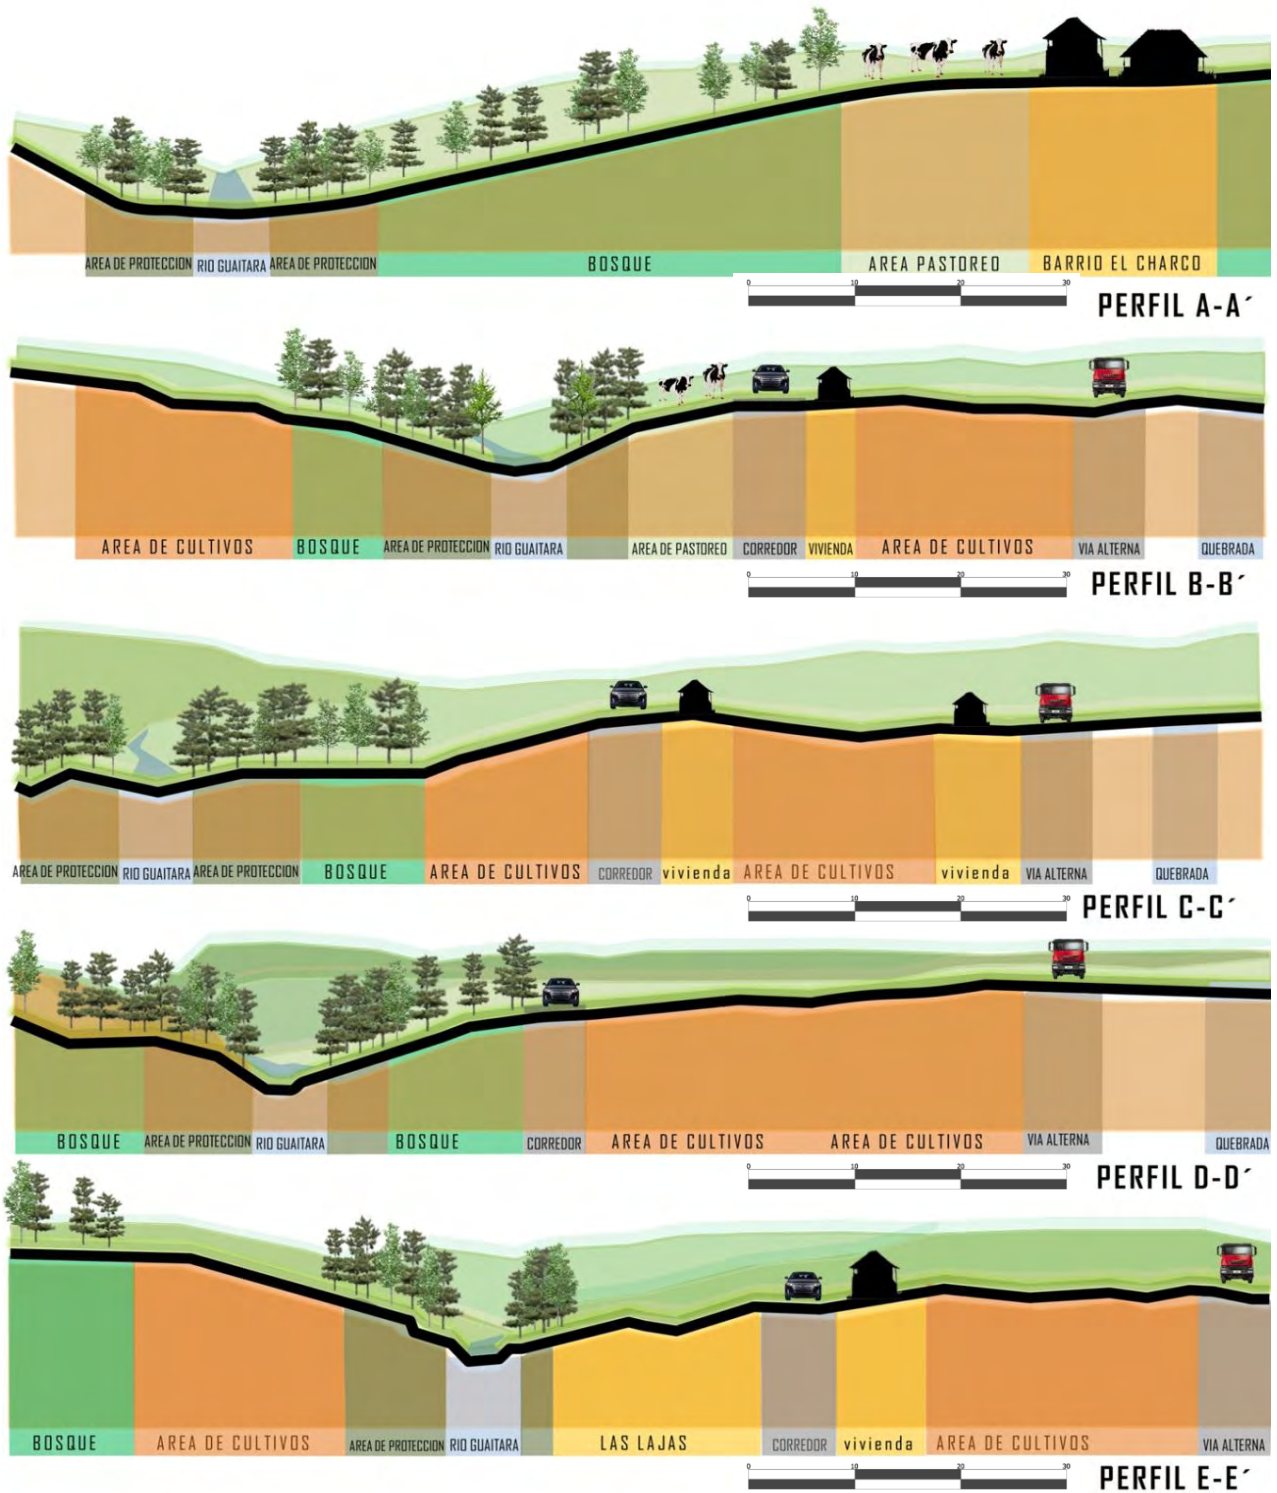 AREA DE PROTECCION RIO GUAITARA AREA DE PROTECCION BOSQUE AREA PASTOREO BARRIO EL CHARCO
0 10 20 30
PERFIL A-A´
AREA DE CULTIVOS BOSQUE AREA DE PROTECCION RIO GUAITARA AREA DE PASTOREO CORREDOR VIVIENDA AREA DE CULTIVOS VIA ALTERNA QUEBRADA
0 10 20 30
PERFIL B-B´
AREA DE PROTECCION RIO GUAITARA AREA DE PROTECCION BOSQUE AREA DE CULTIVOS CORREDOR vivienda AREA DE CULTIVOS vivienda VIA ALTERNA QUEBRADA
0 10 20 30
PERFIL C-C´
BOSQUE AREA DE PROTECCION RIO GUAITARA BOSQUE CORREDOR AREA DE CULTIVOS AREA DE CULTIVOS VIA ALTERNA QUEBRADA
0 10 20 30
PERFIL D-D´
BOSQUE AREA DE CULTIVOS AREA DE PROTECCION RIO GUAITARA LAS LAJAS CORREDOR vivienda AREA DE CULTIVOS VIA ALTERNA
0 10 20 30
PERFIL E-E´